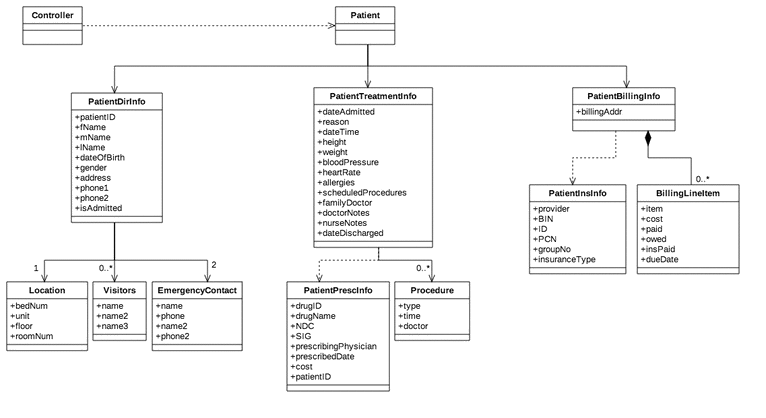 Controller
Patient
PatientDirInfo
+patientID
+fName
+mName
+lName
+dateOfBirth
+gender
+address
+phone1
+phone2
+isAdmitted
PatientTreatmentInfo
+dateAdmitted
+reason
+dateTime
+height
+weight
+bloodPressure
+heartRate
+allergies
+scheduledProcedures
+familyDoctor
+doctorNotes
+nurseNotes
+dateDischarged
PatientBillingInfo
+billingAddr
PatientInsInfo
+provider
+BIN
+ID
+PCN
+groupNo
+insuranceType
0..*
BillingLineItem
+item
+cost
+paid
+owed
+insPaid
+dueDate
1
Location
+bedNum
+unit
+floor
+roomNum
0..*
Visitors
+name
+name2
+name3
2
EmergencyContact
+name
+phone
+name2
+phone2
PatientPrescInfo
+drugID
+drugName
+NDC
+SIG
+prescribingPhysician
+prescribedDate
+cost
+patientID
0..*
Procedure
+type
+time
+doctor